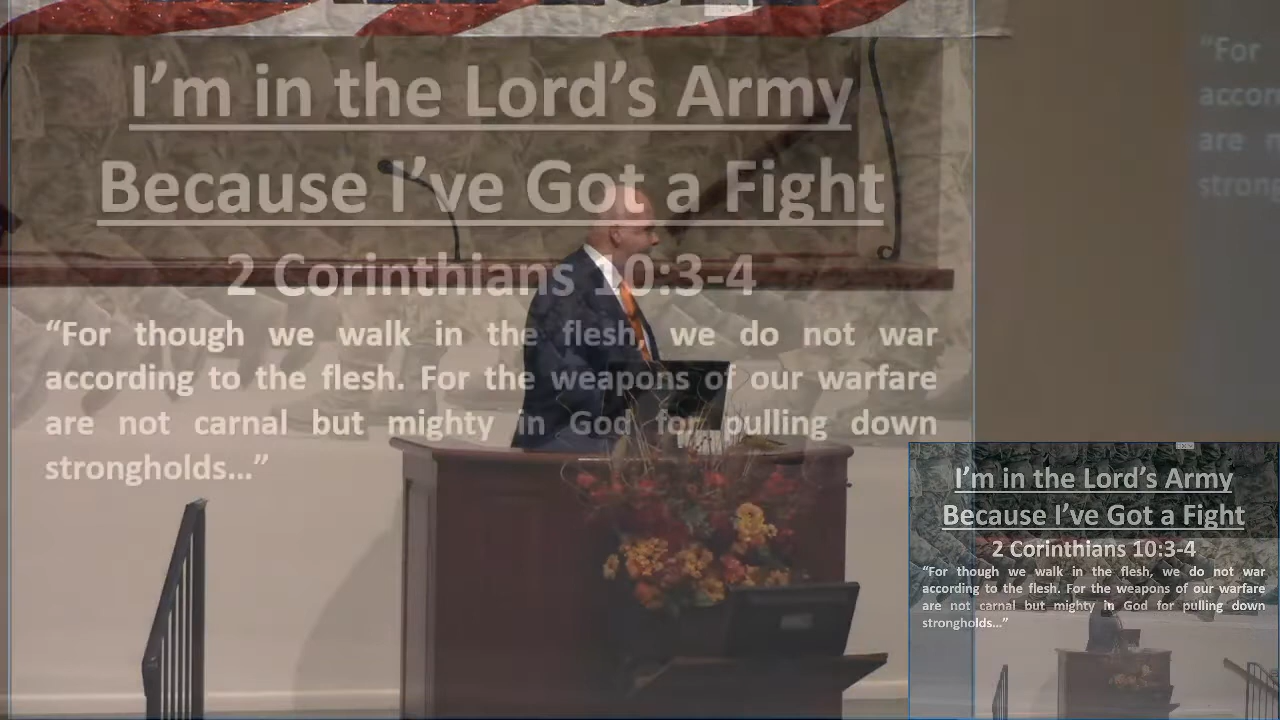 I'm in the Lord's Army
Because I've Got a Fight
2 Corinthians 10:3-4
“For though we walk in the flesh, we do not war
according to the flesh. For the weapons of our warfare
are not carnal but mighty in God for pulling down
strongholds…”
“For
are
I'm in the Lord's Army
Because I've Got a Fight
2 Corinthians 10:3-4
“For though we walk in the flesh, we do not war
according to the flesh. For the weapons of our warfare
are not carnal but mighty in God for pulling down
strongholds…”